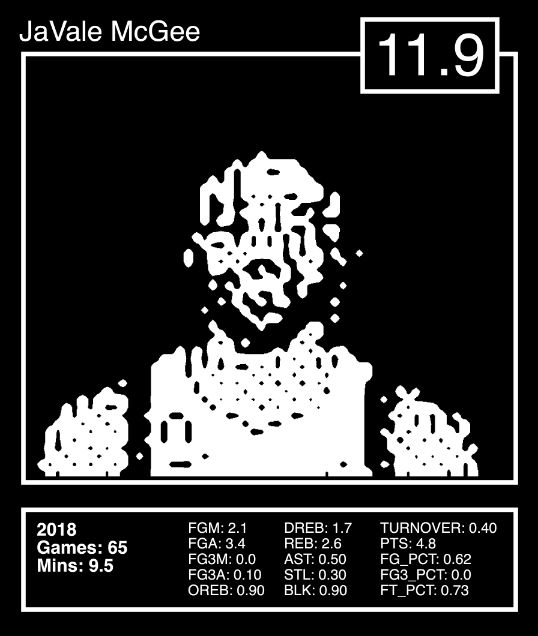 JaVale McGee
11.9
2018
Games: 65
Mins: 9.5
FGM: 2.1
FGA: 3.4
FG3M: 0.0
FG3A: 0.10
OREB: 0.90
DREB: 1.7
REB: 2.6
AST: 0.50
STL: 0.30
BLK: 0.90
TURNOVER: 0.40
PTS: 4.8
FG_PCT: 0.62
FG3_PCT: 0.0
FT_PCT: 0.73